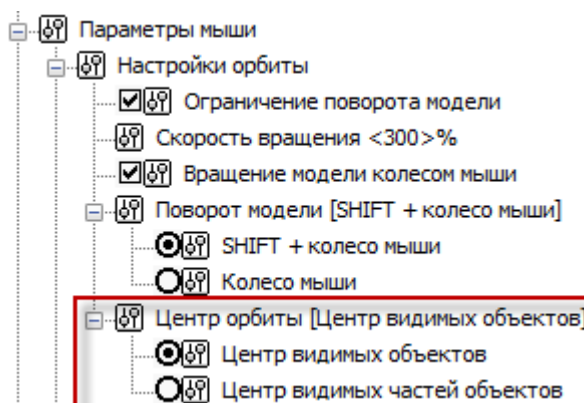 Параметры мыши
Настройки орбиты
Ограничение поворота модели
Скорость вращения <300>%
Вращение модели колесом мыши
Поворот модели [SHIFT + колесо мыши]
SHIFT + колесо мыши
Колесо мыши
Центр орбиты [Центр видимых объектов]
Центр видимых объектов
Центр видимых частей объектов